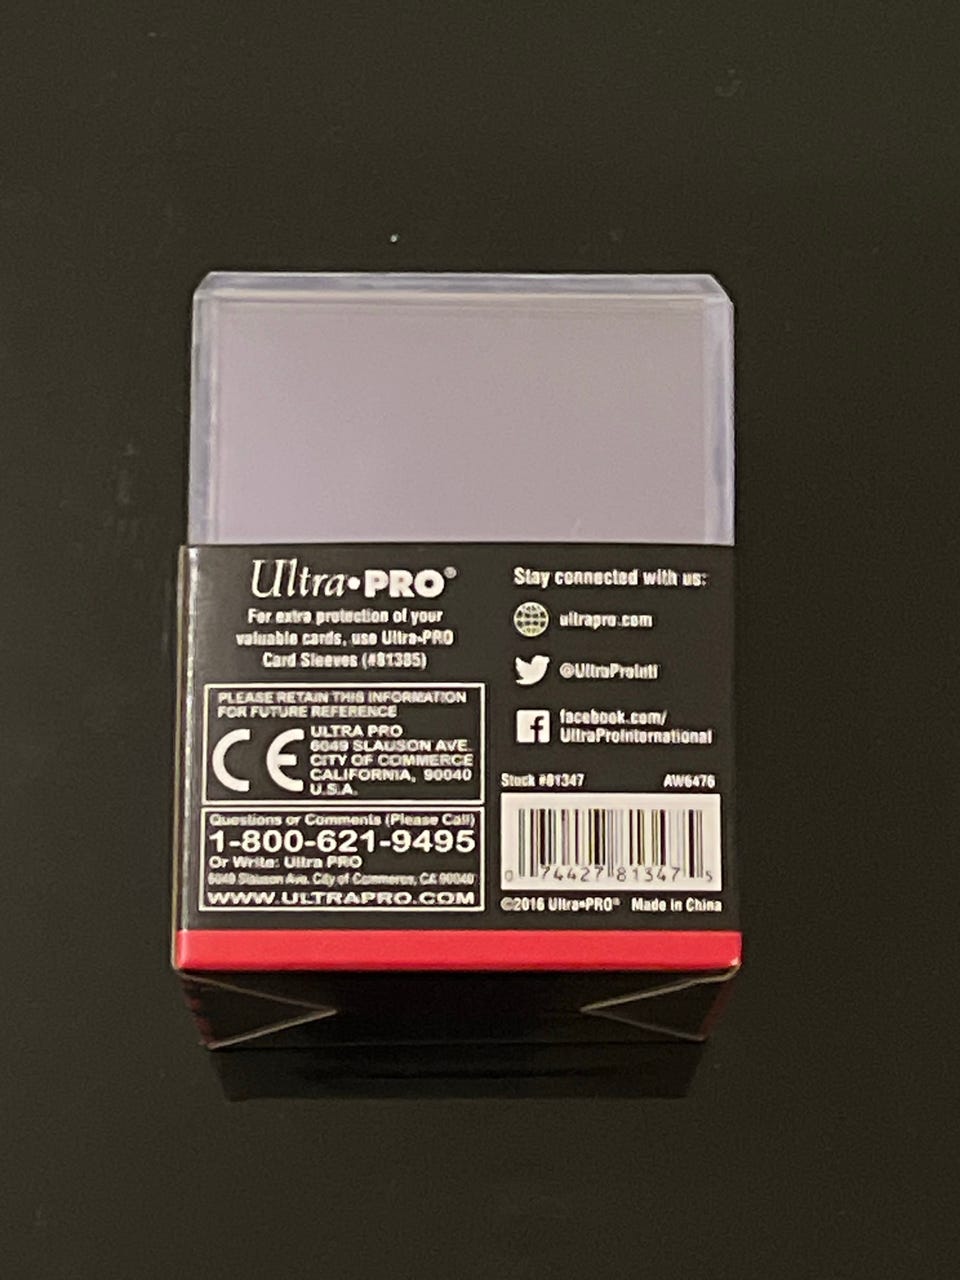 Ultra•PRO®
For extra protection of your
valuable cards, use Ultra•PRO
Card Sleeves (#81385)
PLEASE RETAIN THIS INFORMATION
FOR FUTURE REFERENCE
CE
ULTRA PRO
6049 SLAUSON AVE.
CITY OF COMMERCE
CALIFORNIA, 90040
U.S.A.
Questions or Comments (Please Call)
1-800-621-9495
Or Write: Ultra PRO
6049 Slauson Ave. City of Commerce, CA 90040
WWW.ULTRAPRO.COM
Stay connected with us:
ultrapro.com
@UltraProIntl
facebook.com/
UltraProInternational
Stock #81347 AW6476
0 74427 81347 5
©2016 Ultra•PRO® Made in China